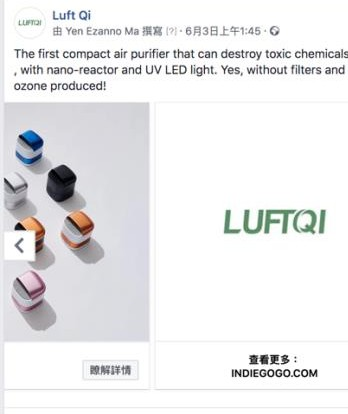 LUFTQI
Luft Qi
由 Yen Ezanno Ma 撰寫 [?] · 6月3日上午1:45 ·
The first compact air purifier that can destroy toxic chemicals
, with nano-reactor and UV LED light. Yes, without filters and
ozone produced!
LUFTQI
瞭解詳情
查看更多：
INDIEGOGO.COM